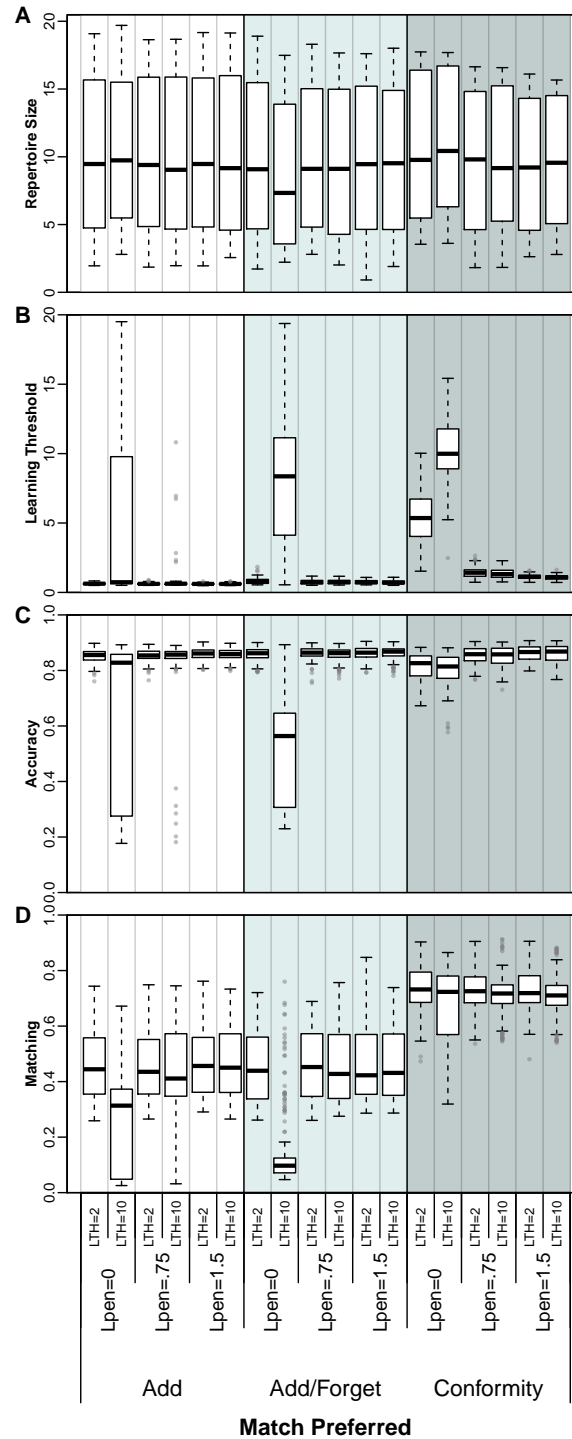 A
Repertoire Size
0
5
10
15
20
B
Learning Threshold
0
5
10
15
20
C
Accuracy
0.0
0.2
0.4
0.6
0.8
1.0
D
Matching
0.0
0.2
0.4
0.6
0.8
1.0
LTH=2 LTH=10 LTH=2 LTH=10 LTH=2 LTH=10 LTH=2 LTH=10 LTH=2 LTH=10 LTH=2 LTH=10 LTH=2 LTH=10 LTH=2 LTH=10 LTH=2 LTH=10
Lpen=0 Lpen=.75 Lpen=1.5 Lpen=0 Lpen=.75 Lpen=1.5 Lpen=0 Lpen=.75 Lpen=1.5
Add Add/Forget Conformity
Match Preferred